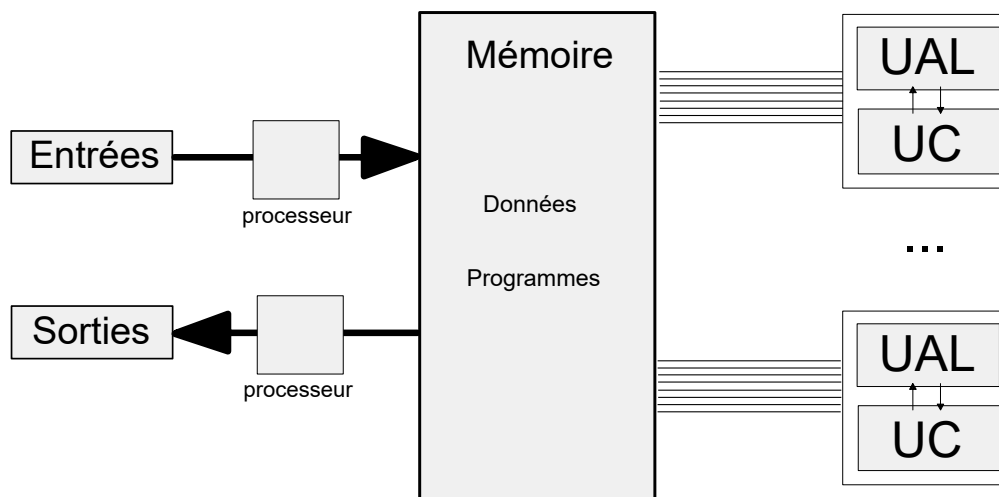 Entrées
processeur
Sorties
processeur
Mémoire
Données
Programmes
UAL
UC
...
UAL
UC